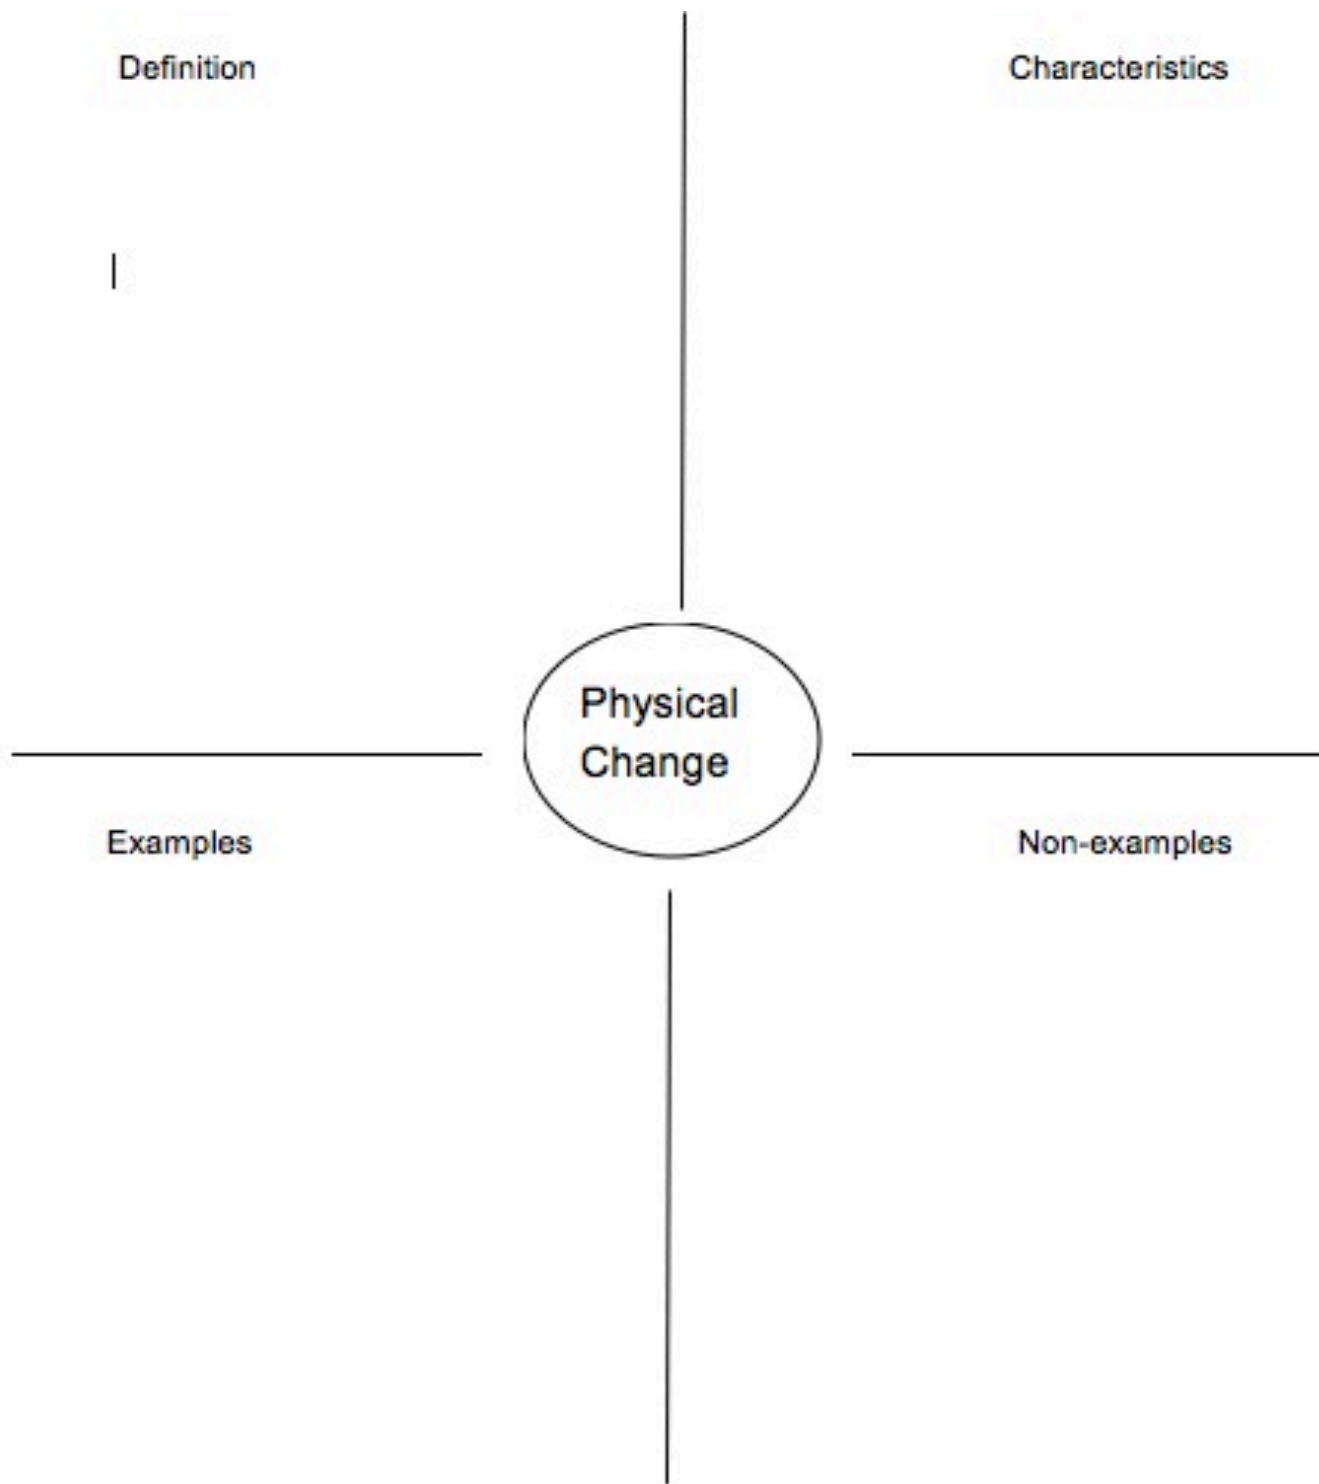 Definition
Characteristics
Physical
Change
Examples
Non-examples